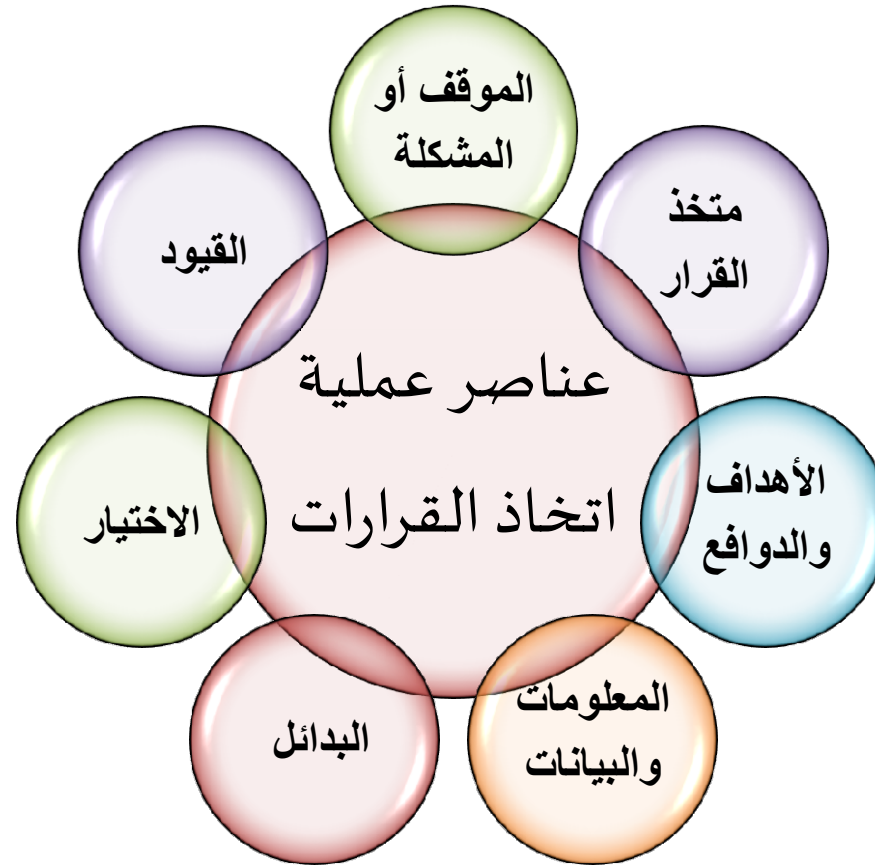 عناصر عملية
اتخاذ القرارات
الموقف أو
المشكلة
متخذ
القرار
الأهداف
والدوافع
المعلومات
والبيانات
البدائل
الاختيار
القيود